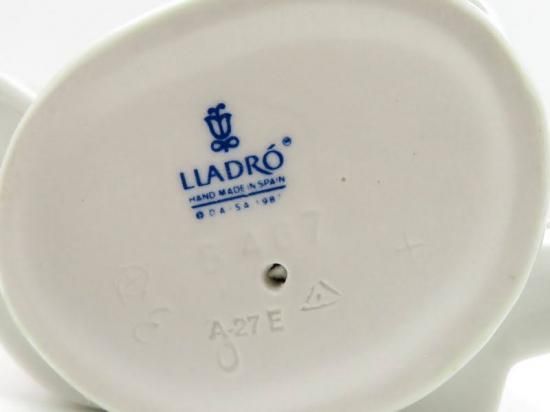 LLADRÓ
HAND MADE IN SPAIN
© DAISA 198
A-27 E